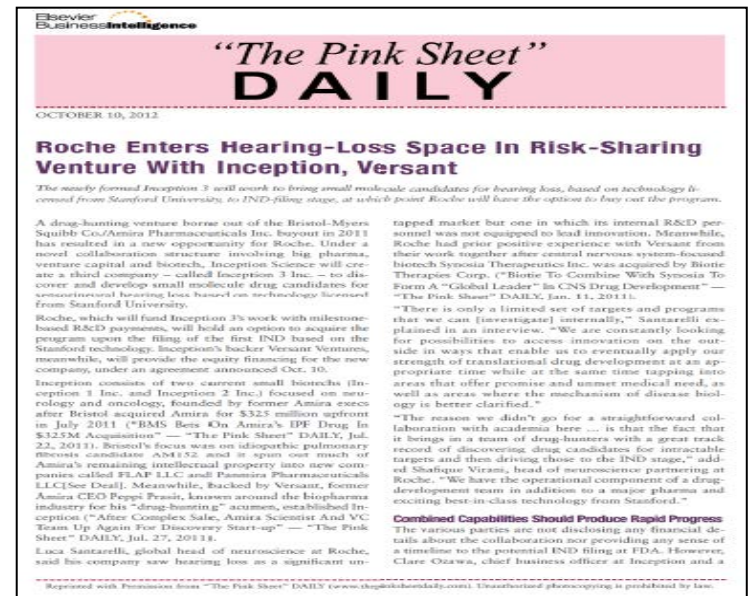 Elsevier
BusinessIntelligence
“The Pink Sheet”
DAILY
OCTOBER 10, 2012
Roche Enters Hearing-Loss Space In Risk-Sharing
Venture With Inception, Versant
The newly formed Inception 3 will work to bring small molecule candidates for hearing loss, based on technology li-
censed from Stanford University, to IND-filing stage, at which point Roche will have the option to buy out the program.
A drug-hunting venture borne out of the Bristol-Myers
Squibb Co./Amira Pharmaceuticals Inc. buyout in 2011
has resulted in a new opportunity for Roche. Under a
novel collaboration structure involving big pharma,
venture capital and biotech, Inception Science will cre-
ate a third company – called Inception 3 Inc. – to dis-
cover and develop small molecule drug candidates for
sensorineural hearing loss based on technology licensed
from Stanford University.
Roche, which will fund Inception 3’s work with milestone-
based R&D payments, will hold an option to acquire the
program upon the filing of the first IND based on the
Stanford technology. Inception’s backer Versant Ventures,
meanwhile, will provide the equity financing for the new
company, under an agreement announced Oct. 10.
Inception consists of two current small biotechs (In-
ception 1 Inc. and Inceptions 2 Inc.) focused on neu-
rology and oncology, founded by former Amira execs
after Bristol acquired Amira for $325 million upfront
in July 2011 (“BMS Bets On Amira’s IPF Drug In
$325M Acquisition” — “The Pink Sheet” DAILY, Jul.
22, 2011). Bristol’s focus was on idiopathic pulmonary
fibrosis candidate AM152 and it spun out much of
Amira’s remaining intellectual property into new com-
panies called FLAP LLC and Panmira Pharmaceuticals
LLC[See Deal]. Meanwhile, backed by Versant, former
Amira CEO Peppi Prasit, known around the biopharma
industry for his “drug-hunting” acumen, established In-
ception (“After Complex Sale, Amira Scientist And VC
Team Up Again For Discovery Start-up” — “The Pink
Sheet” DAILY, Jul. 27, 2011).
Luca Santarelli, global head of neuroscience at Roche,
said his company saw hearing loss as a significant un-
tapped market but one in which its internal R&D per-
sonnel was not equipped to lead innovation. Meanwhile,
Roche had prior positive experience with Versant from
their work together after central nervous system-focused
biotech Synosia Therapeutics Inc. was acquired by Biotie
Therapies Corp. (“Biotie To Combine With Synosia To
Form A “Global Leader” In CNS Drug Development” —
“The Pink Sheet” DAILY, Jan. 11, 2011).
“There is only a limited set of targets and programs
that we can [investigate] internally,” Santarelli ex-
plained in an interview. “We are constantly looking
for possibilities to access innovation on the out-
side in ways that enable us to eventually apply our
strength of translational drug development at an ap-
propriate time while at the same time tapping into
areas that offer promise and unmet medical need, as
well as areas where the mechanism of disease biol-
ogy is better clarified.”
“The reason we didn’t go for a straightforward col-
laboration with academia here ... is that the fact that
it brings in a team of drug-hunters with a great track
record of discovering drug candidates for intractable
targets and then driving those to the IND stage,” add-
ed Shafique Virani, head of neuroscience partnering at
Roche. “We have the operational component of a drug-
development team in addition to a major pharma and
exciting best-in-class technology from Stanford.”
Combined Capabilities Should Produce Rapid Progress
The various parties are not disclosing any financial de-
tails about the collaboration nor providing any sense of
a timeline to the potential IND filing at FDA. However,
Clare Ozawa, chief business officer at Inception and a
Reprinted with Permission from “The Pink Sheet” DAILY (www.thepinksheetdaily.com). Unauthorized photocopying is prohibited by law.